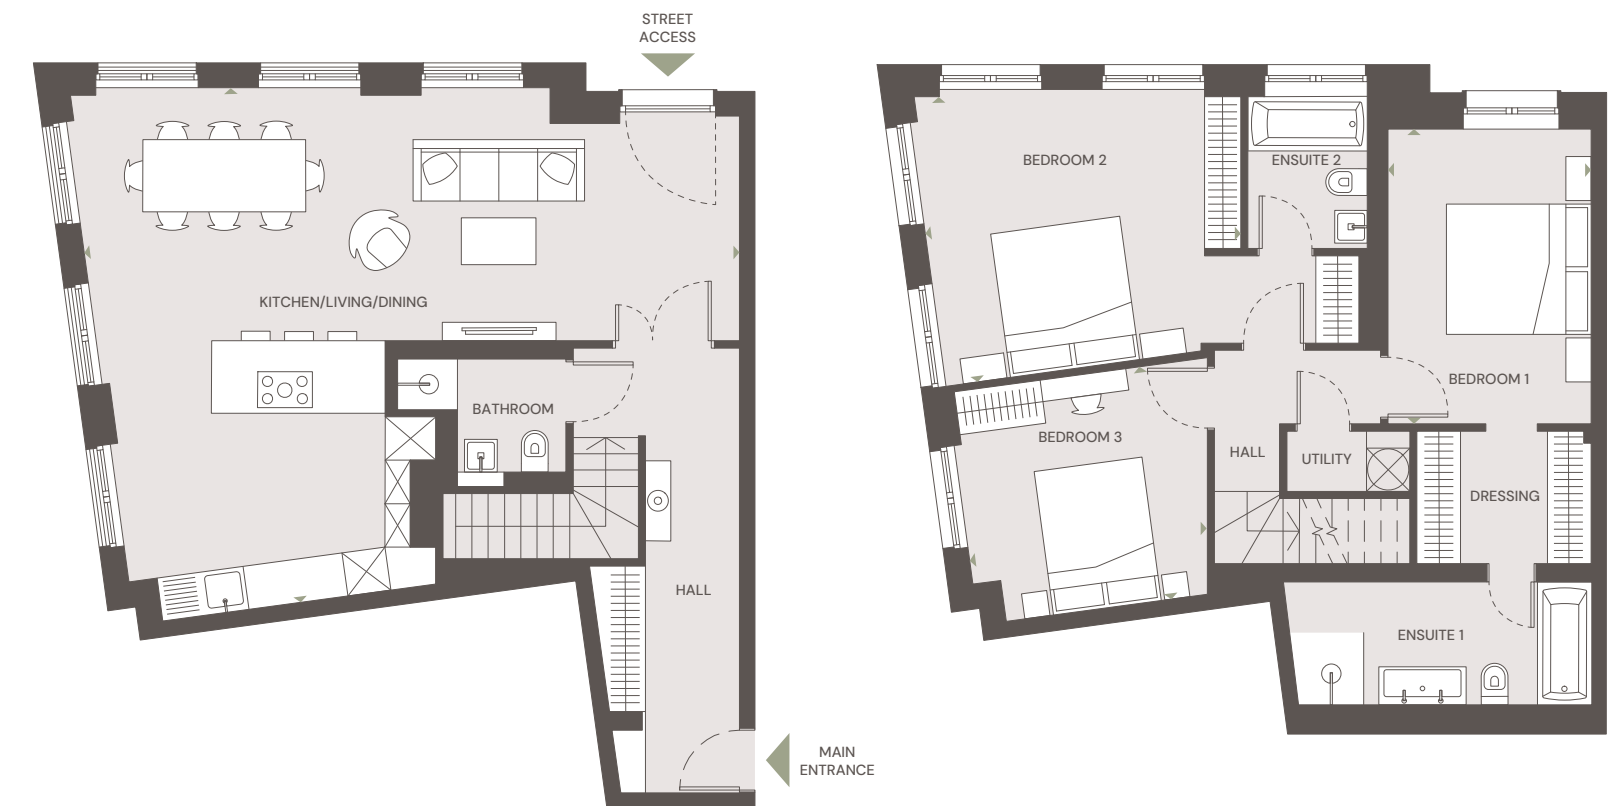 STREET
ACCESS
KITCHEN/LIVING/DINING
BATHROOM
HALL
MAIN
ENTRANCE
BEDROOM 2
ENSUITE 2
BEDROOM 1
BEDROOM 3
HALL
UTILITY
DRESSING
ENSUITE 1